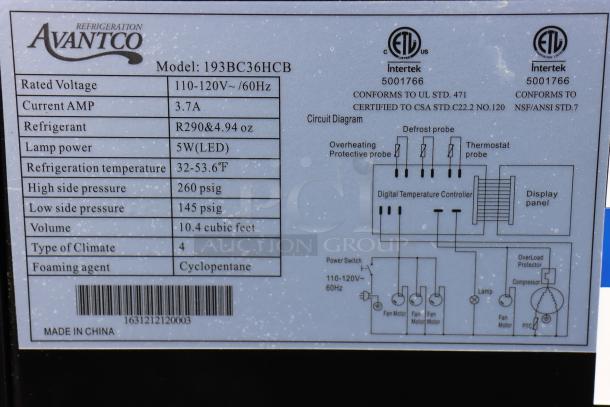 REFRIGERATION
AVANTCO
Model: 193BC36HCB
Rated Voltage 110-120V~ /60Hz
Current AMP 3.7A
Refrigerant R290&4.94 oz
Lamp power 5W(LED)
Refrigeration temperature 32-53.6℉
High side pressure 260 psig
Low side pressure 145 psig
Volume 10.4 cubic feet
Type of Climate 4
Foaming agent Cyclopentane
1631212120003
MADE IN CHINA
C ETL US
Intertek
5001766
CONFORMS TO UL STD. 471
CERTIFIED TO CSA STD.C22.2 NO.120
ETL
Intertek
5001766
CONFORMS TO
NSF/ANSI STD.7
Circuit Diagram
Defrost probe
Overheating
Protective probe
Thermostat
probe
Digital Temperature Controller
Display
panel
Power Switch
110-120V~
60Hz
Fan
Motor
Fan
Motor
Fan
Motor
Lamp
Fan
Motor
OverLoad
Protector
Compressor
PTC
PCI
AUCTION GROUP